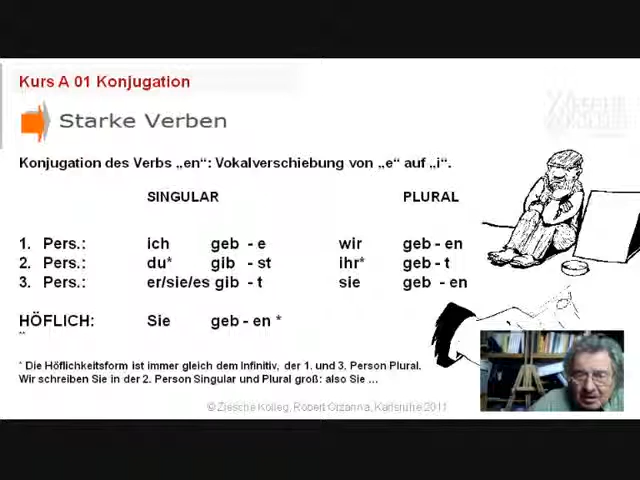 Kurs A 01 Konjugation
Starke Verben
Konjugation des Verbs „en": Vokalverschiebung von „e" auf „i".
SINGULAR PLURAL
1. Pers.: ich geb - e wir geb - en
2. Pers.: du* gib - st ihr* geb - t
3. Pers.: er/sie/es gib - t sie geb - en
HÖFLICH: Sie geb - en *
**
* Die Höflichkeitsform ist immer gleich dem Infinitiv, der 1. und 3. Person Plural.
Wir schreiben Sie in der 2. Person Singular und Plural groß: also Sie ...
© Ziesche Kolleg, Robert Grzanna, Karlsruhe 2011